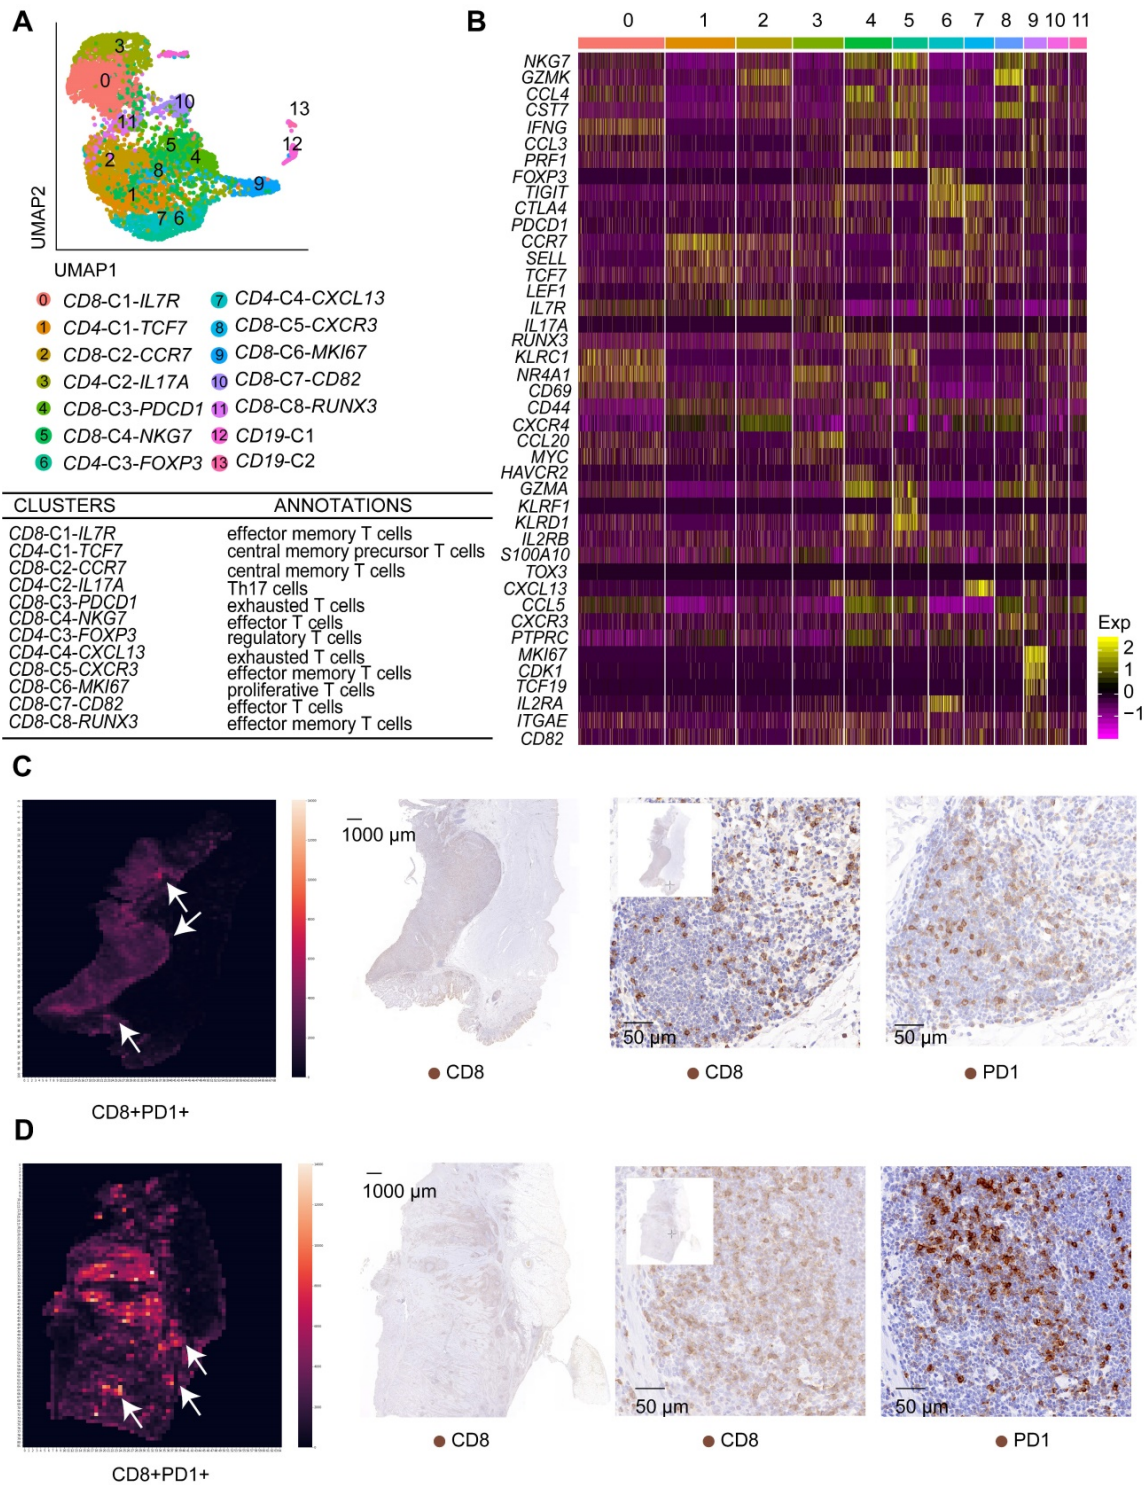 A
3
0
10
11
13
5
2
4
12
8
9
1
7 6
UMAP2
UMAP1
0 CD8-C1-IL7R
1 CD4-C1-TCF7
2 CD8-C2-CCR7
3 CD4-C2-IL17A
4 CD8-C3-PDCD1
5 CD8-C4-NKG7
6 CD4-C3-FOXP3
7 CD4-C4-CXCL13
8 CD8-C5-CXCR3
9 CD8-C6-MKI67
10 CD8-C7-CD82
11 CD8-C8-RUNX3
12 CD19-C1
13 CD19-C2
CLUSTERS ANNOTATIONS
CD8-C1-IL7R effector memory T cells
CD4-C1-TCF7 central memory precursor T cells
CD8-C2-CCR7 central memory T cells
CD4-C2-IL17A Th17 cells
CD8-C3-PDCD1 exhausted T cells
CD8-C4-NKG7 effector T cells
CD4-C3-FOXP3 regulatory T cells
CD4-C4-CXCL13 exhausted T cells
CD8-C5-CXCR3 effector memory T cells
CD8-C6-MKI67 proliferative T cells
CD8-C7-CD82 effector T cells
CD8-C8-RUNX3 effector memory T cells
B
0 1 2 3 4 5 6 7 8 9 10 11
NKG7
GZMK
CCL4
CST7
IFNG
CCL3
PRF1
FOXP3
TIGIT
CTLA4
PDCD1
CCR7
SELL
TCF7
LEF1
IL7R
IL17A
RUNX3
KLRC1
NR4A1
CD69
CD44
CXCR4
CCL20
MYC
HAVCR2
GZMA
KLRF1
KLRD1
IL2RB
S100A10
TOX3
CXCL13
CCL5
CXCR3
PTPRC
MKI67
CDK1
TCF19
IL2RA
ITGAE
CD82
Exp
2
1
0
−1
C
1000 µm
50 µm
50 µm
CD8+PD1+
CD8
CD8
PD1
D
1000 µm
50 µm
50 µm
CD8+PD1+
CD8
CD8
PD1